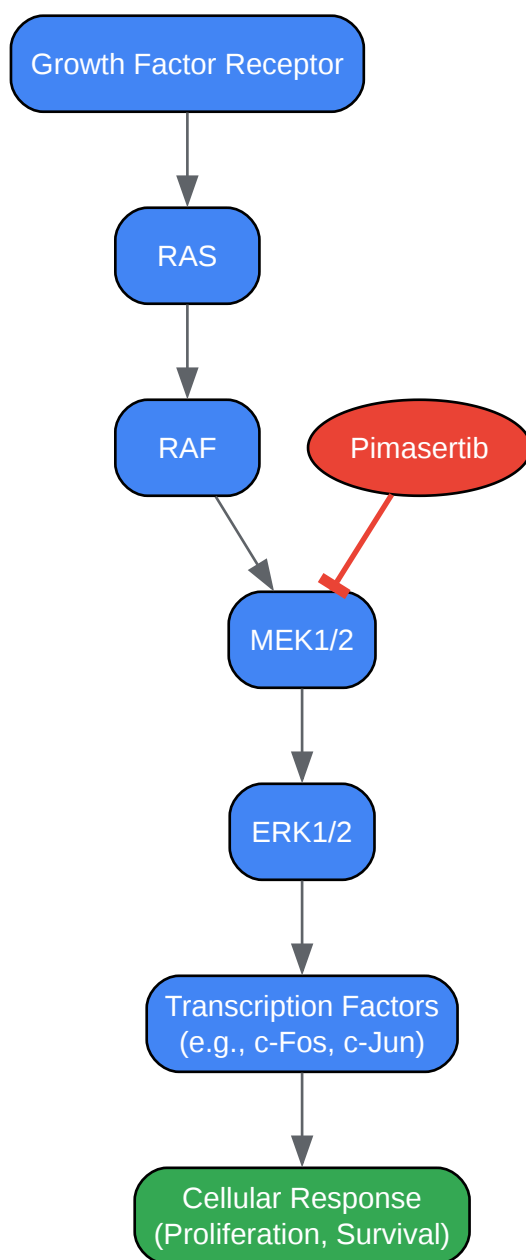 Growth Factor Receptor
RAS
RAF
Pimasertib
MEK1/2
ERK1/2
Transcription Factors
(e.g., c-Fos, c-Jun)
Cellular Response
(Proliferation, Survival)